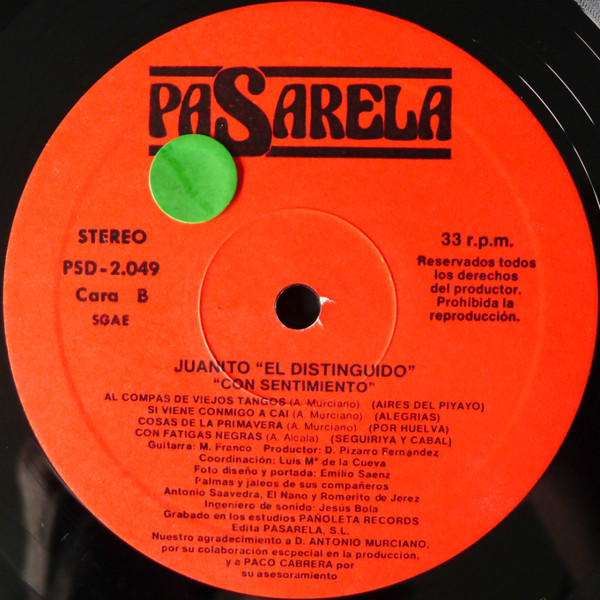 PASARELA
STEREO
PSD-2.049
Cara B
SGAE
33 r.p.m.
Reservados todos
los derechos
del productor.
Prohibida la
reproducción.
JUANITO "EL DISTINGUIDO"
"CON SENTIMIENTO"
AL COMPAS DE VIEJOS TANGOS (A. Murciano) (AIRES DEL PIYAYO)
SI VIENE CONMIGO A CAI (A. Murciano) (ALEGRIAS)
COSAS DE LA PRIMAVERA (A. Murciano) (POR HUELVA)
CON FATIGAS NEGRAS (A. Alcala) (SEGUIRIYA Y CABAL)
Guitarra: M. Franco Productor: D. Pizarro Fernández
Coordinación: Luis Mª de la Cueva
Foto diseño y portada: Emilio Saenz
Palmas y jaleos de sus compañeros
Antonio Saavedra, El Nano y Romerito de Jerez
Ingeniero de sonido: Jesús Bola
Grabado en los estudios PAÑOLETA RECORDS
Edita PASARELA, S.L.
Nuestro agradecimiento a D. ANTONIO MURCIANO,
por su colaboración escpecial en la produccion,
y a PACO CABRERA por
su asesoramiento